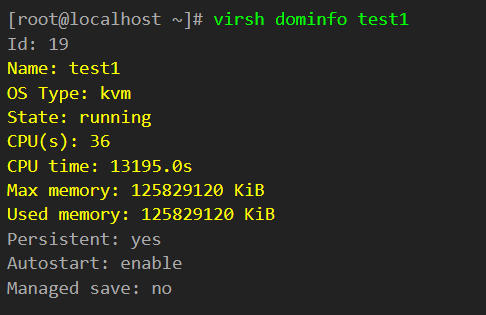 [root@localhost ~]# virsh dominfo test1
Id: 19
Name: test1
OS Type: kvm
State: running
CPU(s): 36
CPU time: 13195.0s
Max memory: 125829120 KiB
Used memory: 125829120 KiB
Persistent: yes
Autostart: enable
Managed save: no